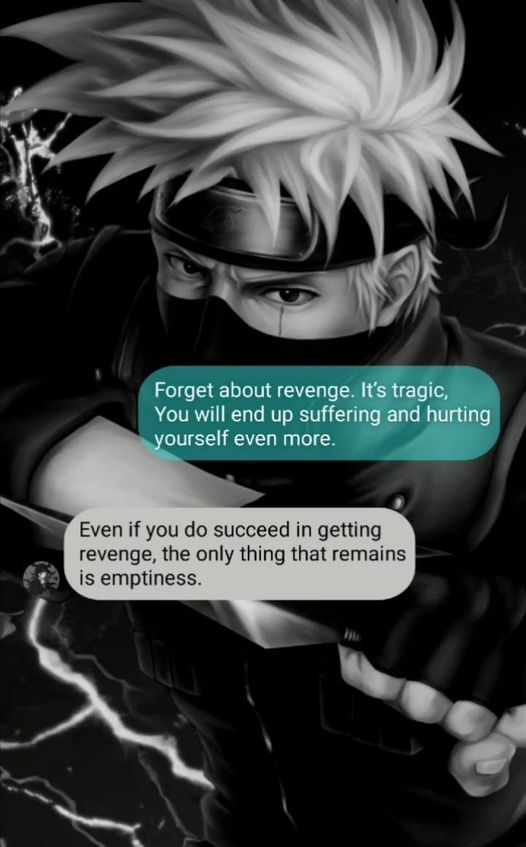 Forget about revenge. It’s tragic,
You will end up suffering and hurting
yourself even more.
Even if you do succeed in getting
revenge, the only thing that remains
is emptiness.